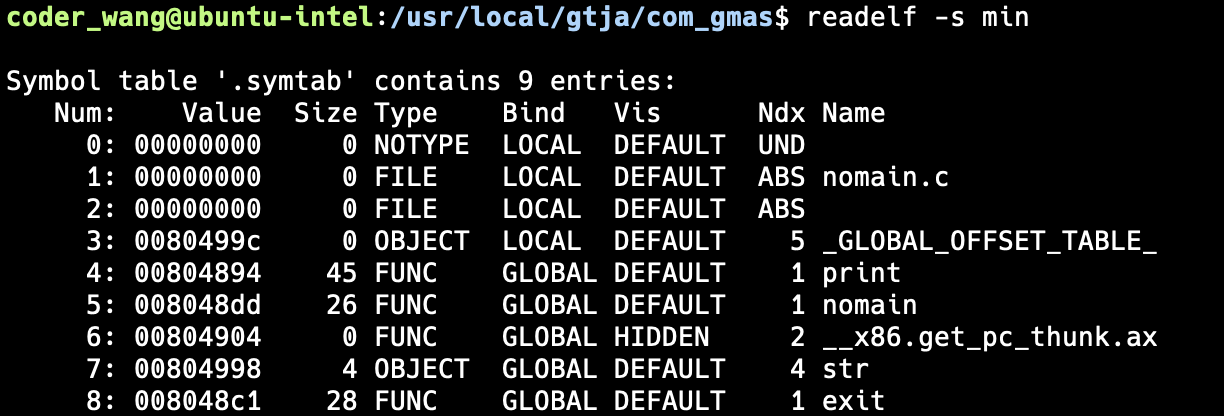 coder_wang@ubuntu-intel:/usr/local/gtja/com_gmas$ readelf -s min
Symbol table '.symtab' contains 9 entries:
   Num:    Value  Size Type    Bind   Vis      Ndx Name
     0: 00000000     0 NOTYPE  LOCAL  DEFAULT  UND
     1: 00000000     0 FILE    LOCAL  DEFAULT  ABS nomain.c
     2: 00000000     0 FILE    LOCAL  DEFAULT  ABS
     3: 0080499c     0 OBJECT  LOCAL  DEFAULT    5 _GLOBAL_OFFSET_TABLE_
     4: 00804894    45 FUNC    GLOBAL DEFAULT    1 print
     5: 008048dd    26 FUNC    GLOBAL DEFAULT    1 nomain
     6: 00804904     0 FUNC    GLOBAL HIDDEN     2 __x86.get_pc_thunk.ax
     7: 00804998     4 OBJECT  GLOBAL DEFAULT    4 str
     8: 008048c1    28 FUNC    GLOBAL DEFAULT    1 exit